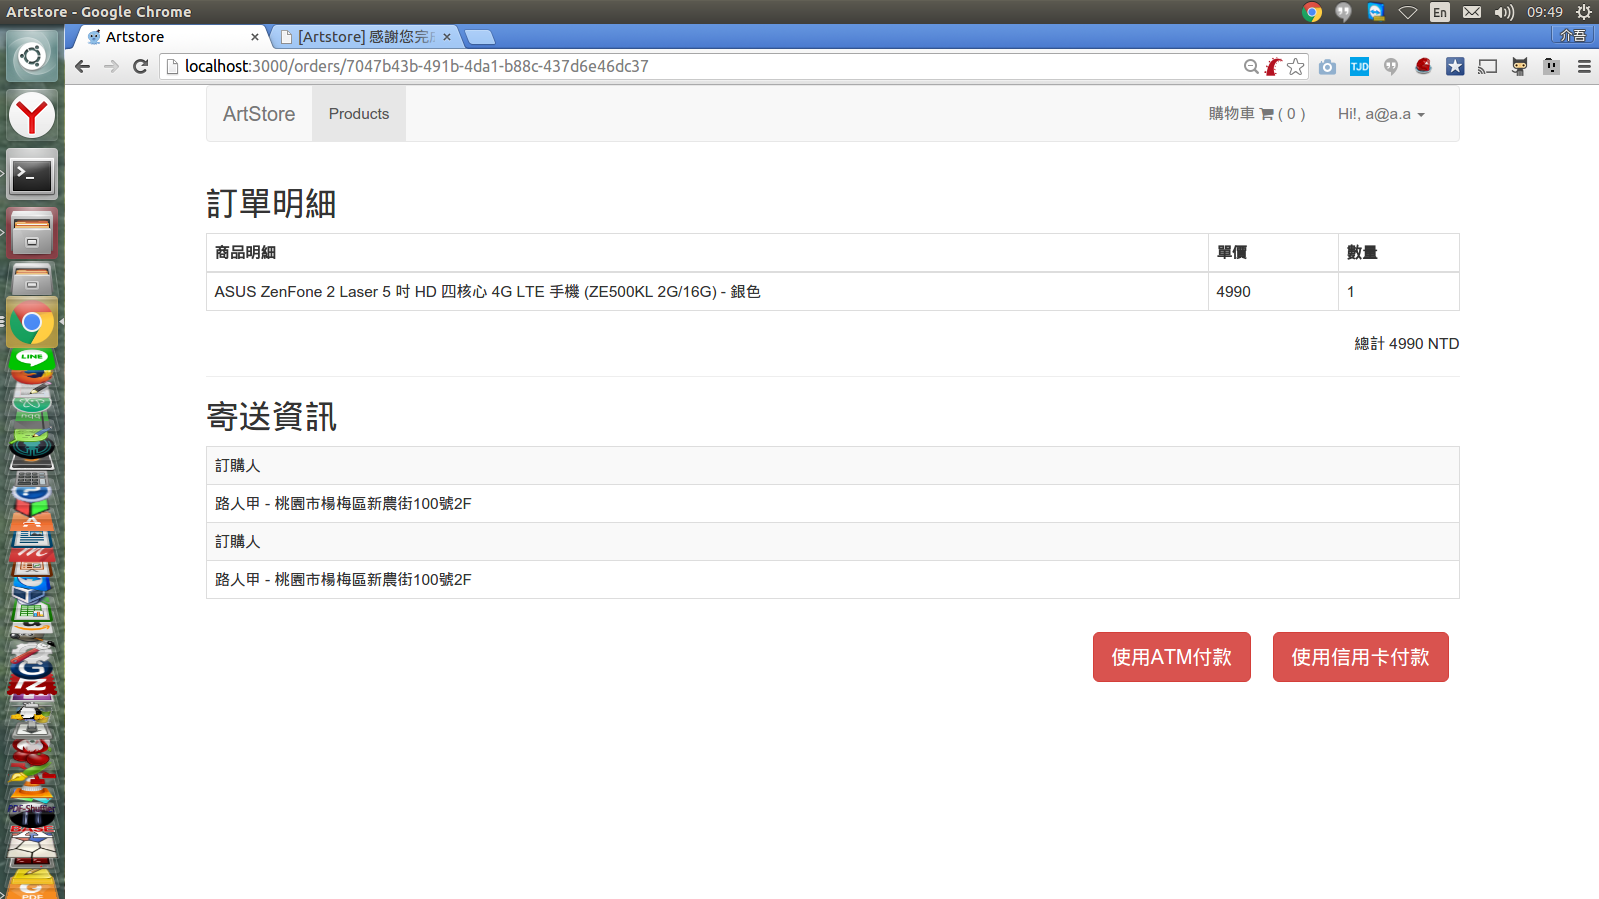 Artstore - Google Chrome
En
09:49
Artstore
[Artstore] 感謝您完
介吾
localhost:3000/orders/7047b43b-491b-4da1-b88c-437d6e46dc37
TJD
ArtStore
Products
購物車 ( 0 )
Hi!, a@a.a
訂單明細
商品明細 單價 數量
ASUS ZenFone 2 Laser 5 吋 HD 四核心 4G LTE 手機 (ZE500KL 2G/16G) - 銀色 4990 1
總計 4990 NTD
寄送資訊
訂購人
路人甲 - 桃園市楊梅區新農街100號2F
訂購人
路人甲 - 桃園市楊梅區新農街100號2F
使用ATM付款
使用信用卡付款
LINE
PDF-Shuffler
BASE
PDF